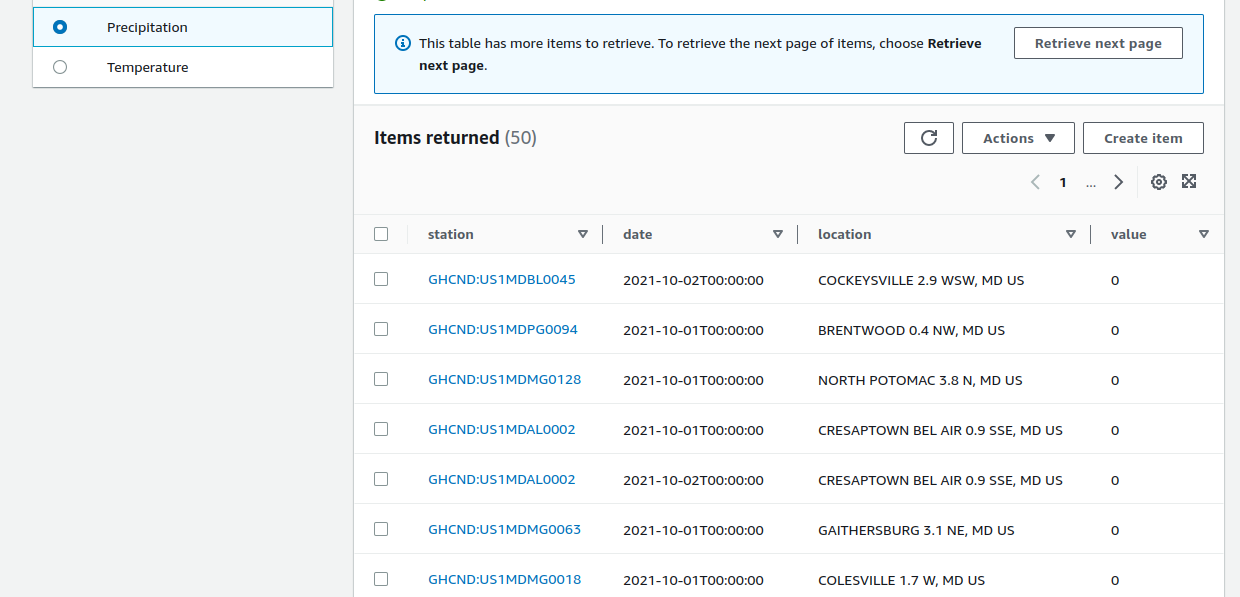 Precipitation
Temperature
This table has more items to retrieve. To retrieve the next page of items, choose Retrieve
next page.
Retrieve next page
Items returned (50)
Actions
Create item
1 ...
station date location value
GHCND:US1MDBL0045 2021-10-02T00:00:00 COCKEYSVILLE 2.9 WSW, MD US 0
GHCND:US1MDPG0094 2021-10-01T00:00:00 BRENTWOOD 0.4 NW, MD US 0
GHCND:US1MDMG0128 2021-10-01T00:00:00 NORTH POTOMAC 3.8 N, MD US 0
GHCND:US1MDAL0002 2021-10-01T00:00:00 CRESAPTOWN BEL AIR 0.9 SSE, MD US 0
GHCND:US1MDAL0002 2021-10-02T00:00:00 CRESAPTOWN BEL AIR 0.9 SSE, MD US 0
GHCND:US1MDMG0063 2021-10-01T00:00:00 GAITHERSBURG 3.1 NE, MD US 0
GHCND:US1MDMG0018 2021-10-01T00:00:00 COLESVILLE 1.7 W, MD US 0